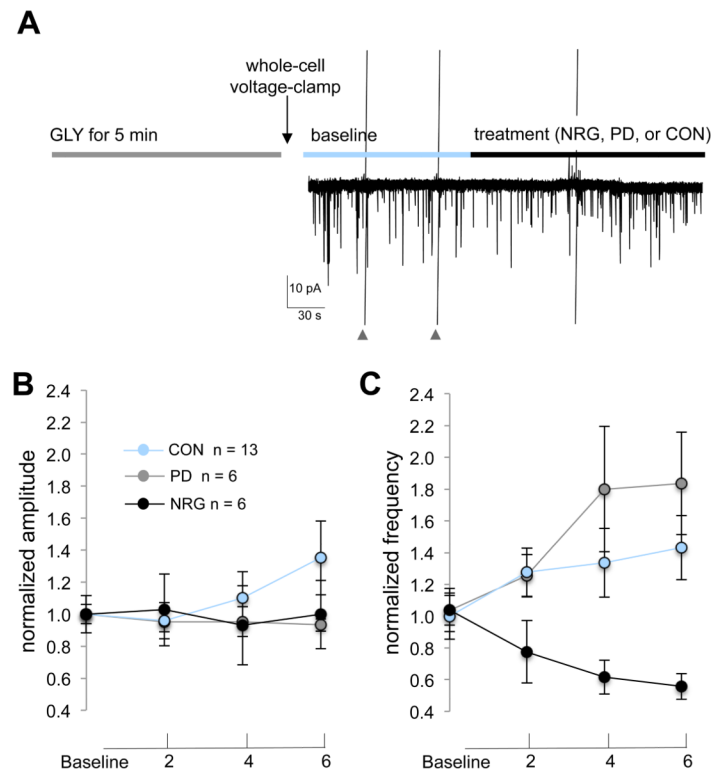 A
whole-cell
voltage-clamp
GLY for 5 min
baseline
treatment (NRG, PD, or CON)
10 pA
30 s
B
normalized amplitude
2.4
2.2
2.0
1.8
1.6
1.4
1.2
1.0
0.8
0.6
0.4
CON n = 13
PD n = 6
NRG n = 6
Baseline 2 4 6
C
normalized frequency
2.4
2.2
2.0
1.8
1.6
1.4
1.2
1.0
0.8
0.6
0.4
Baseline 2 4 6